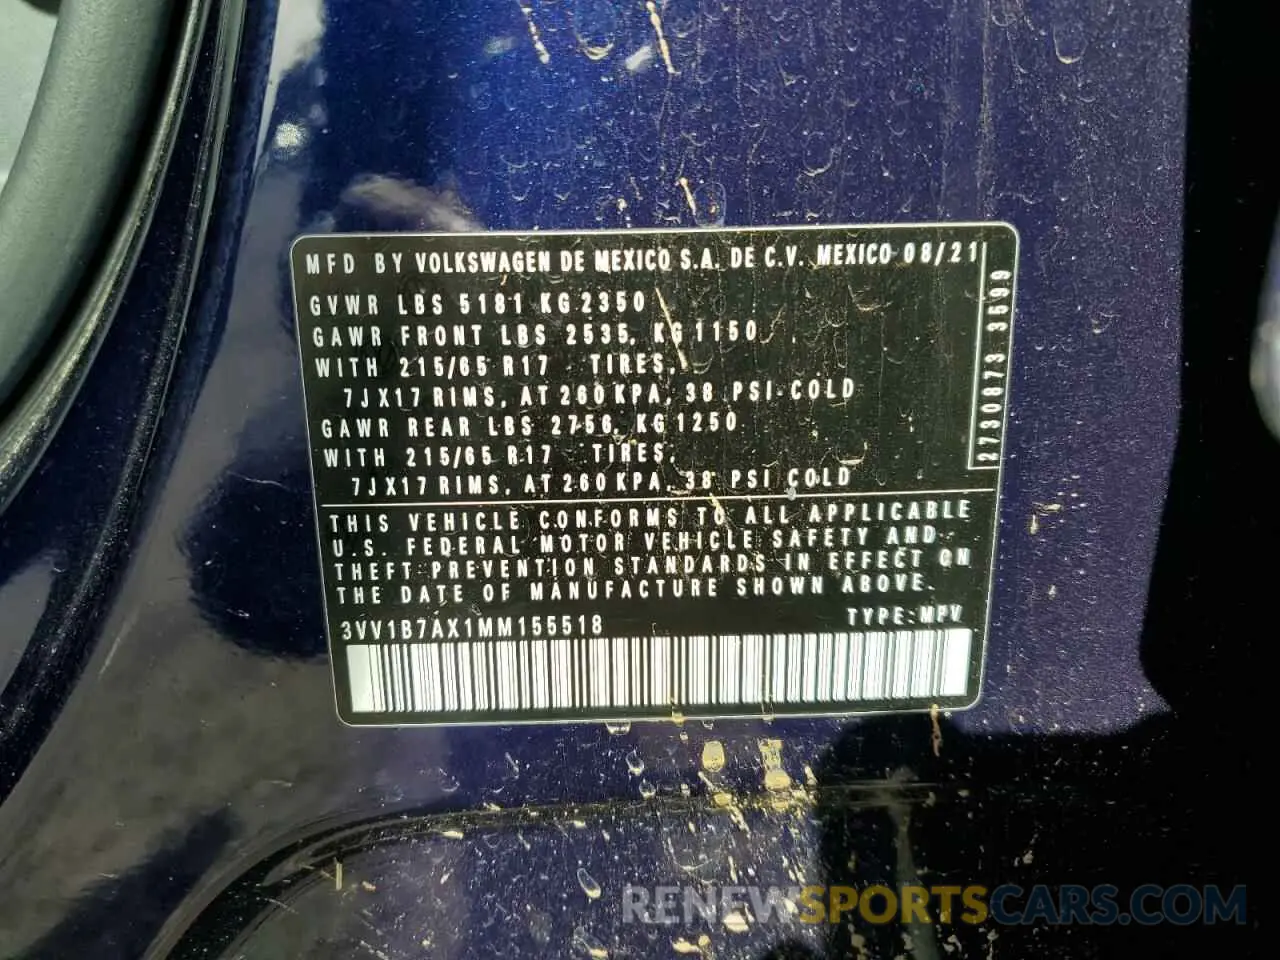 MFD BY VOLKSWAGEN DE MEXICO S.A. DE C.V. MEXICO 08/21
GVWR LBS 5181 KG 2350
GAWR FRONT LBS 2535, KG 1150
WITH 215/65 R17 TIRES,
7JX17 RIMS, AT 260 KPA, 38 PSI COLD
GAWR REAR LBS 2756, KG 1250
WITH 215/65 R17 TIRES,
7JX17 RIMS, AT 260 KPA, 38 PSI COLD
2730873 3599
THIS VEHICLE CONFORMS TO ALL APPLICABLE
U.S. FEDERAL MOTOR VEHICLE SAFETY AND
THEFT PREVENTION STANDARDS IN EFFECT ON
THE DATE OF MANUFACTURE SHOWN ABOVE.
3VV1B7AX1MM155518 TYPE: MPV
RENEWSPORTSCARS.COM